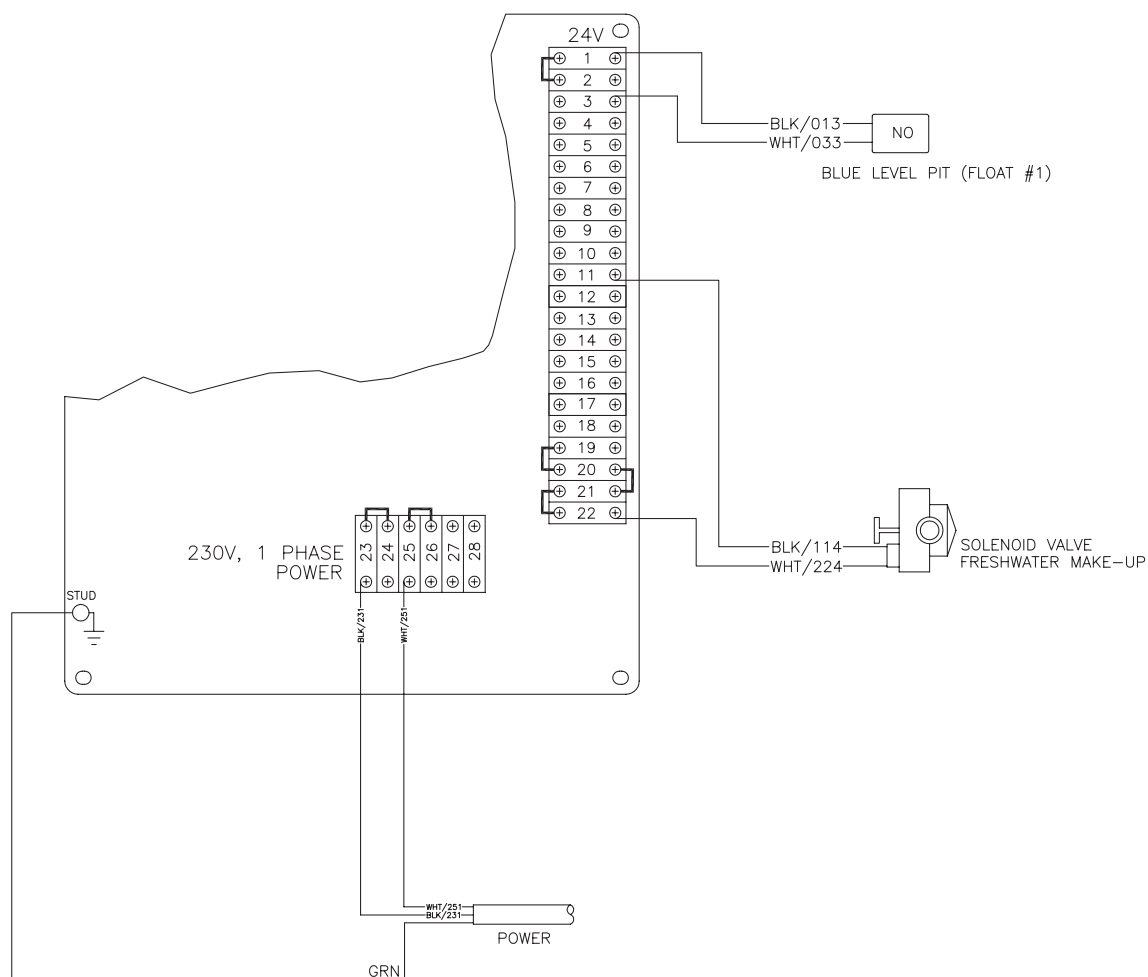 24V
1
2
3
4
5
6
7
8
9
10
11
12
13
14
15
16
17
18
19
20
21
22
BLK/013
WHT/033
NO
BLUE LEVEL PIT (FLOAT #1)
BLK/114
WHT/224
SOLENOID VALVE
FRESHWATER MAKE-UP
230V, 1 PHASE
POWER
23
24
25
26
27
28
STUD
BLK/231
WHT/251
WHT/251
BLK/231
POWER
GRN